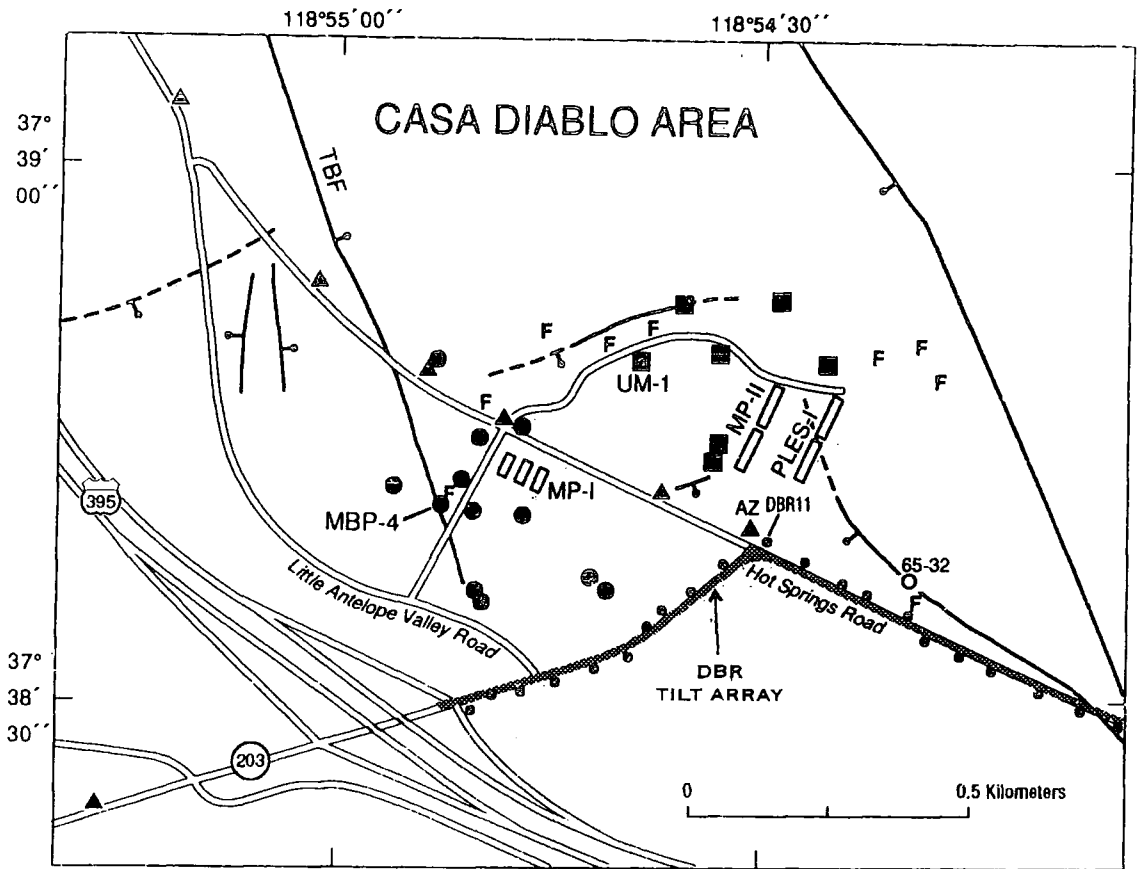 118°55′00″
118°54′30″
CASA DIABLO AREA
37°
39′
00″
TBF
F
F
F
F
F
F
F
UM-1
MP-II
PLES-I
MP-I
F
MBP-4
395
AZ
DBR11
65-32
F
Little Antelope Valley Road
Hot Springs Road
37°
38′
30″
DBR
TILT ARRAY
203
0
0.5 Kilometers